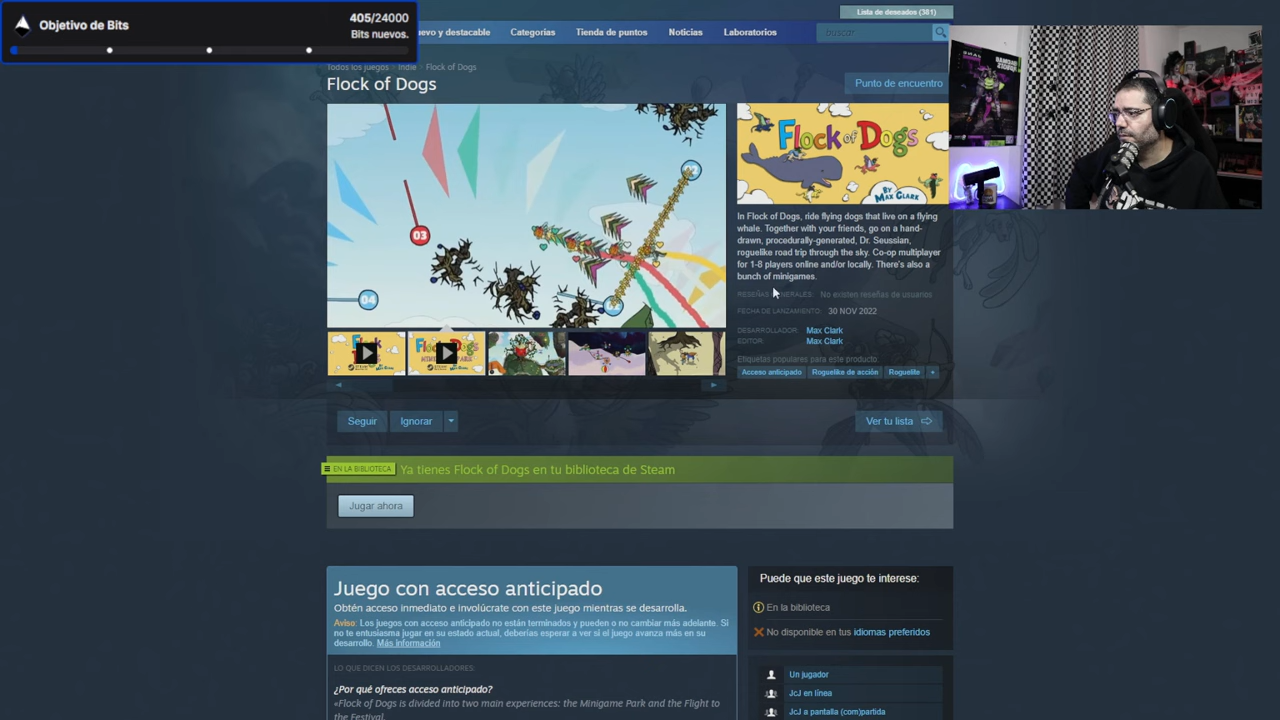 Objetivo de Bits
405/24000
Bits nuevos.
Lista de deseados (381)
uevo y destacable
Categorías
Tienda de puntos
Noticias
Laboratorios
buscar
Todos los juegos > Indie > Flock of Dogs
Flock of Dogs
Punto de encuentro
03
04
02
Flock of Dogs
BY MAX CLARK
In Flock of Dogs, ride flying dogs that live on a flying
whale. Together with your friends, go on a hand-
drawn, procedurally-generated, Dr. Seussian,
roguelike road trip through the sky. Co-op multiplayer
for 1-8 players online and/or locally. There's also a
bunch of minigames.
No existen reseñas de usuarios
FECHA DE LANZAMIENTO: 30 NOV 2022
DESARROLLADOR: Max Clark
EDITOR: Max Clark
Etiquetas populares para este producto:
Acceso anticipado
Roguelike de acción
Roguelite
+
Seguir
Ignorar
Ver tu lista
EN LA BIBLIOTECA
Ya tienes Flock of Dogs en tu biblioteca de Steam
Jugar ahora
Juego con acceso anticipado
Obtén acceso inmediato e involúcrate con este juego mientras se desarrolla.
Aviso: Los juegos con acceso anticipado no están terminados y pueden o no cambiar más adelante. Si
no te entusiasma jugar en su estado actual, deberías esperar a ver si el juego avanza más en su
desarrollo. Más información
LO QUE DICEN LOS DESARROLLADORES:
¿Por qué ofreces acceso anticipado?
«Flock of Dogs is divided into two main experiences: the Minigame Park and the Flight to
the Festival.
Puede que este juego te interese:
En la biblioteca
No disponible en tus idiomas preferidos
Un jugador
JcJ en línea
JcJ a pantalla (com)partida